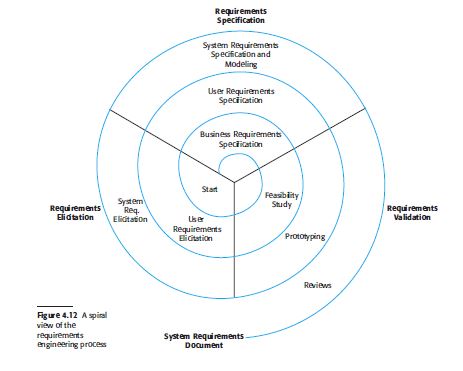 Requirements
Specification
System Requirements
Specification and
Modeling
User Requirements
Specification
Business Requirements
Specification
Start
Feasibility
Study
System
Req.
Elicitation
User
Requirements
Elicitation
Prototyping
Requirements
Elicitation
Requirements
Validation
Reviews
Figure 4.12 A spiral
view of the
requirements
engineering process
System Requirements
Document